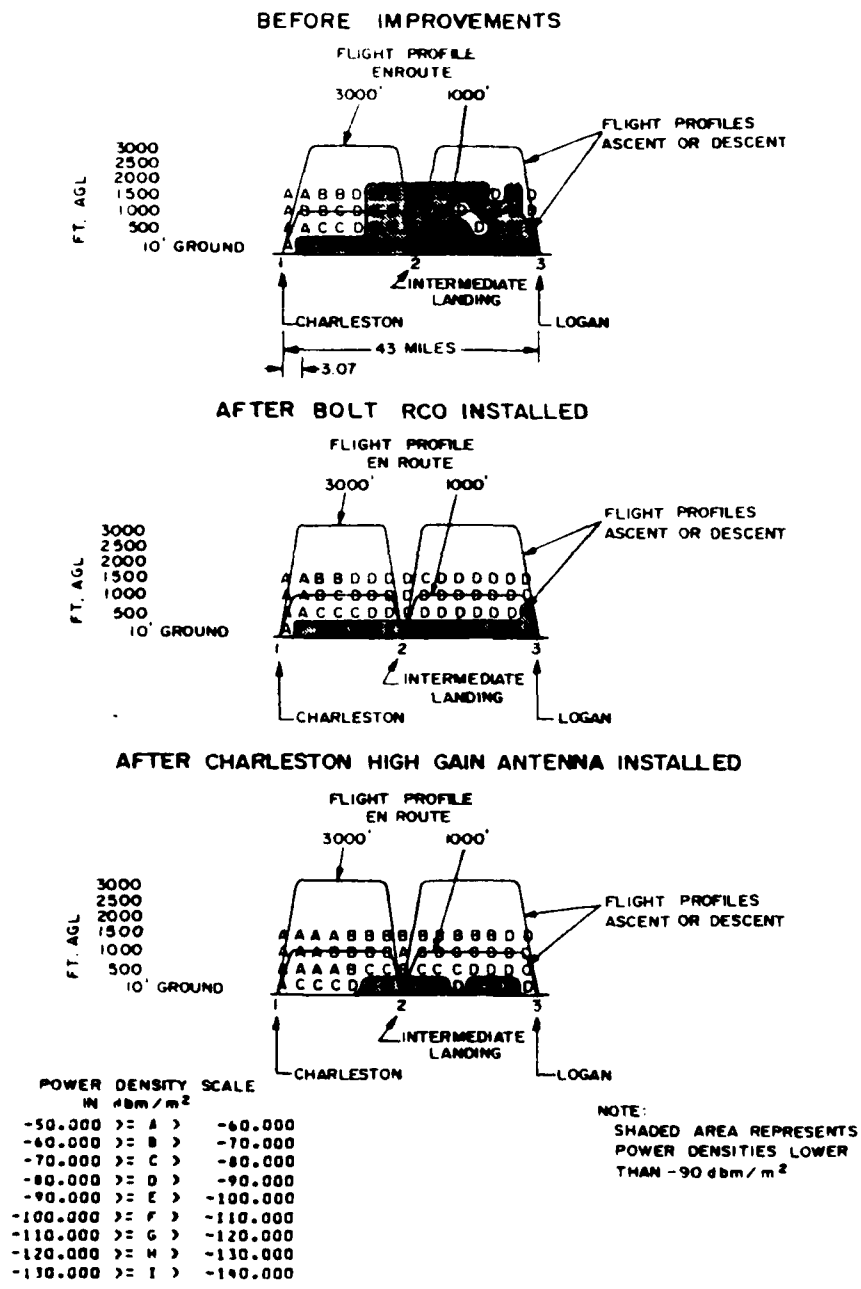 BEFORE IMPROVEMENTS
FLIGHT PROFILE
ENROUTE
3000'
1000'
FLIGHT PROFILES
ASCENT OR DESCENT
FT. AGL
3000
2500
2000
1500
1000
500
10' GROUND
A A B B D D D
A B B C D D D
A A C C D D
A
1 2 3
INTERMEDIATE
LANDING
CHARLESTON
LOGAN
43 MILES
3.07
AFTER BOLT RCO INSTALLED
FLIGHT PROFILE
EN ROUTE
3000'
1000'
FLIGHT PROFILES
ASCENT OR DESCENT
FT. AGL
3000
2500
2000
1500
1000
500
10' GROUND
A A B B D D D D C D D D D D D
A A B C D D D D D D D D D D
A A C C C D D D D D D D D
A
1 2 3
INTERMEDIATE
LANDING
CHARLESTON
LOGAN
AFTER CHARLESTON HIGH GAIN ANTENNA INSTALLED
FLIGHT PROFILE
EN ROUTE
3000'
1000'
FLIGHT PROFILES
ASCENT OR DESCENT
FT. AGL
3000
2500
2000
1500
1000
500
10' GROUND
A A A A B B B B B B B B B D D
A A A A B B B A B B B B B B
A A A A B C C B C C C D D D D
A C C C D D D
1 2 3
INTERMEDIATE
LANDING
CHARLESTON
LOGAN
POWER DENSITY SCALE
IN dbm/m²
-50.000 >= A > -60.000
-60.000 >= B > -70.000
-70.000 >= C > -80.000
-80.000 >= D > -90.000
-90.000 >= E > -100.000
-100.000 >= F > -110.000
-110.000 >= G > -120.000
-120.000 >= H > -130.000
-130.000 >= I > -140.000
NOTE:
SHADED AREA REPRESENTS
POWER DENSITIES LOWER
THAN -90 dbm/m²